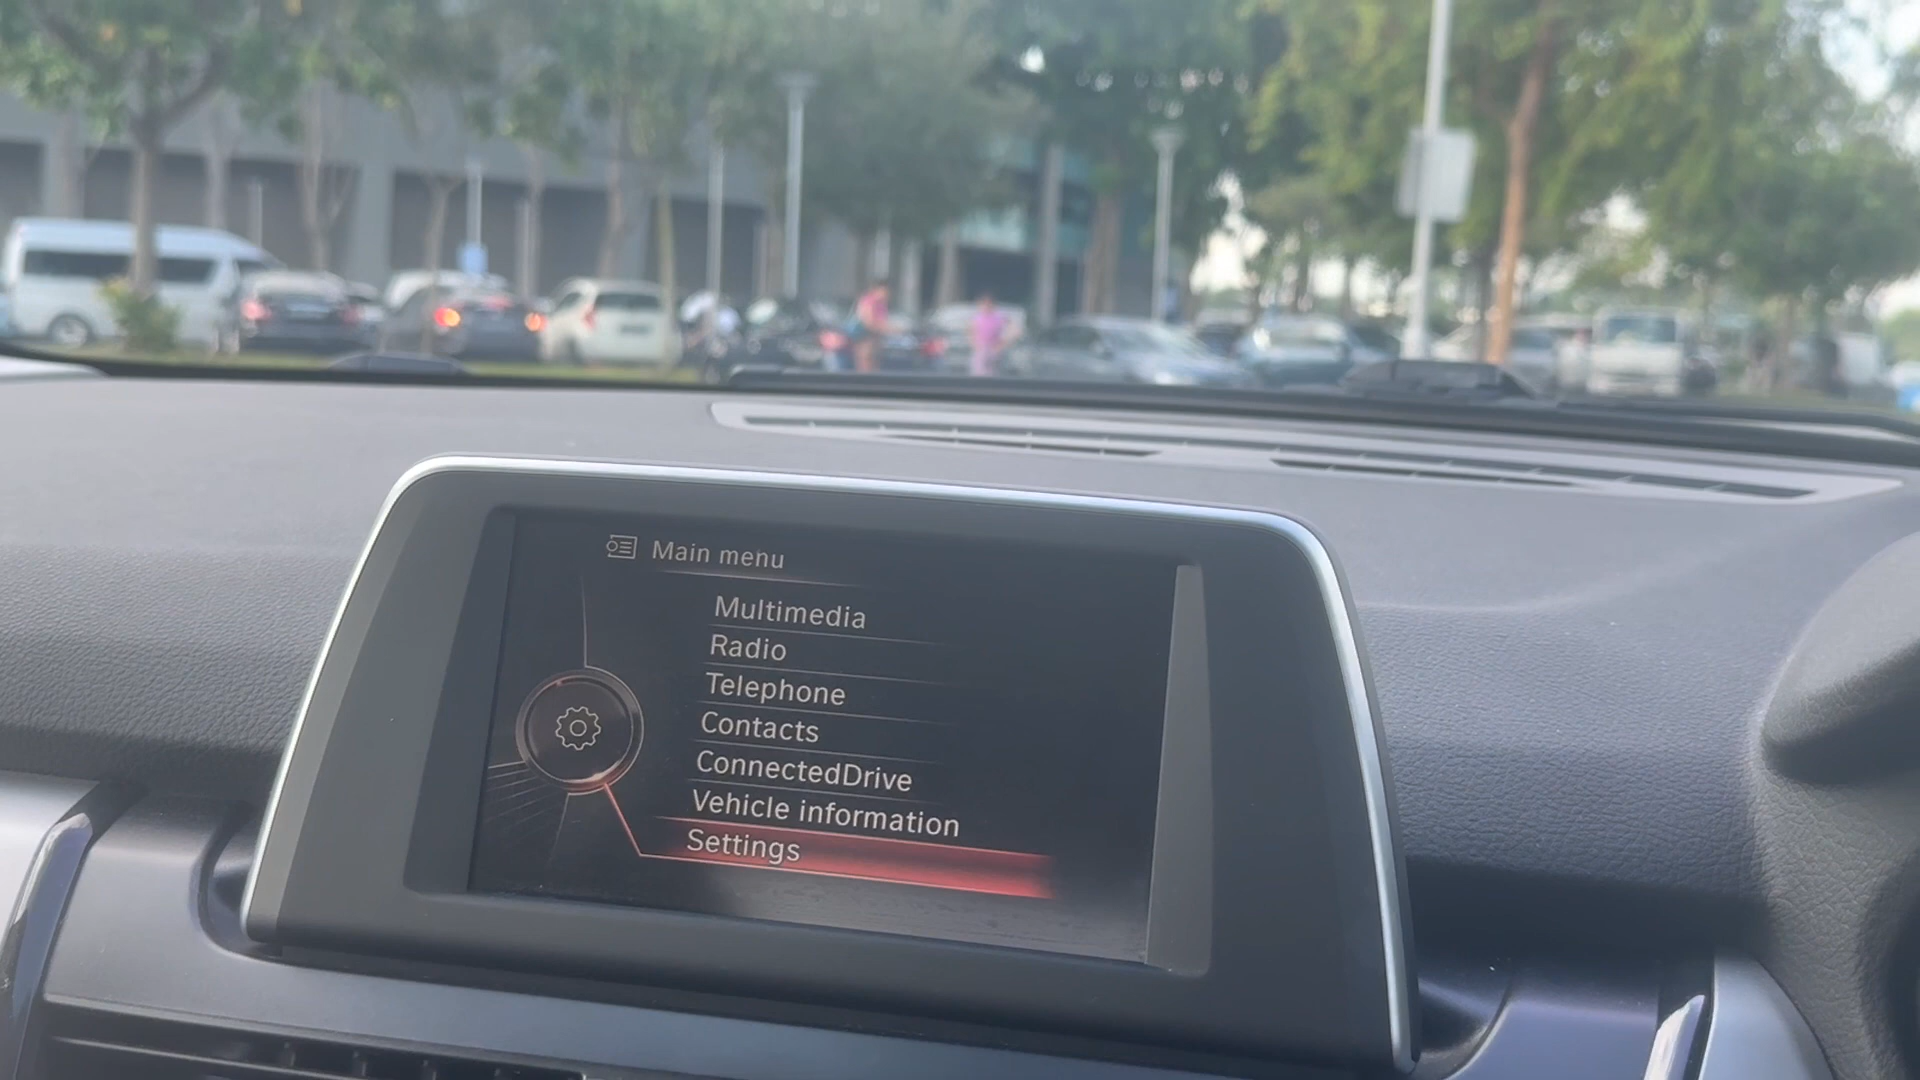 Main menu
Multimedia
Radio
Telephone
Contacts
ConnectedDrive
Vehicle information
Settings